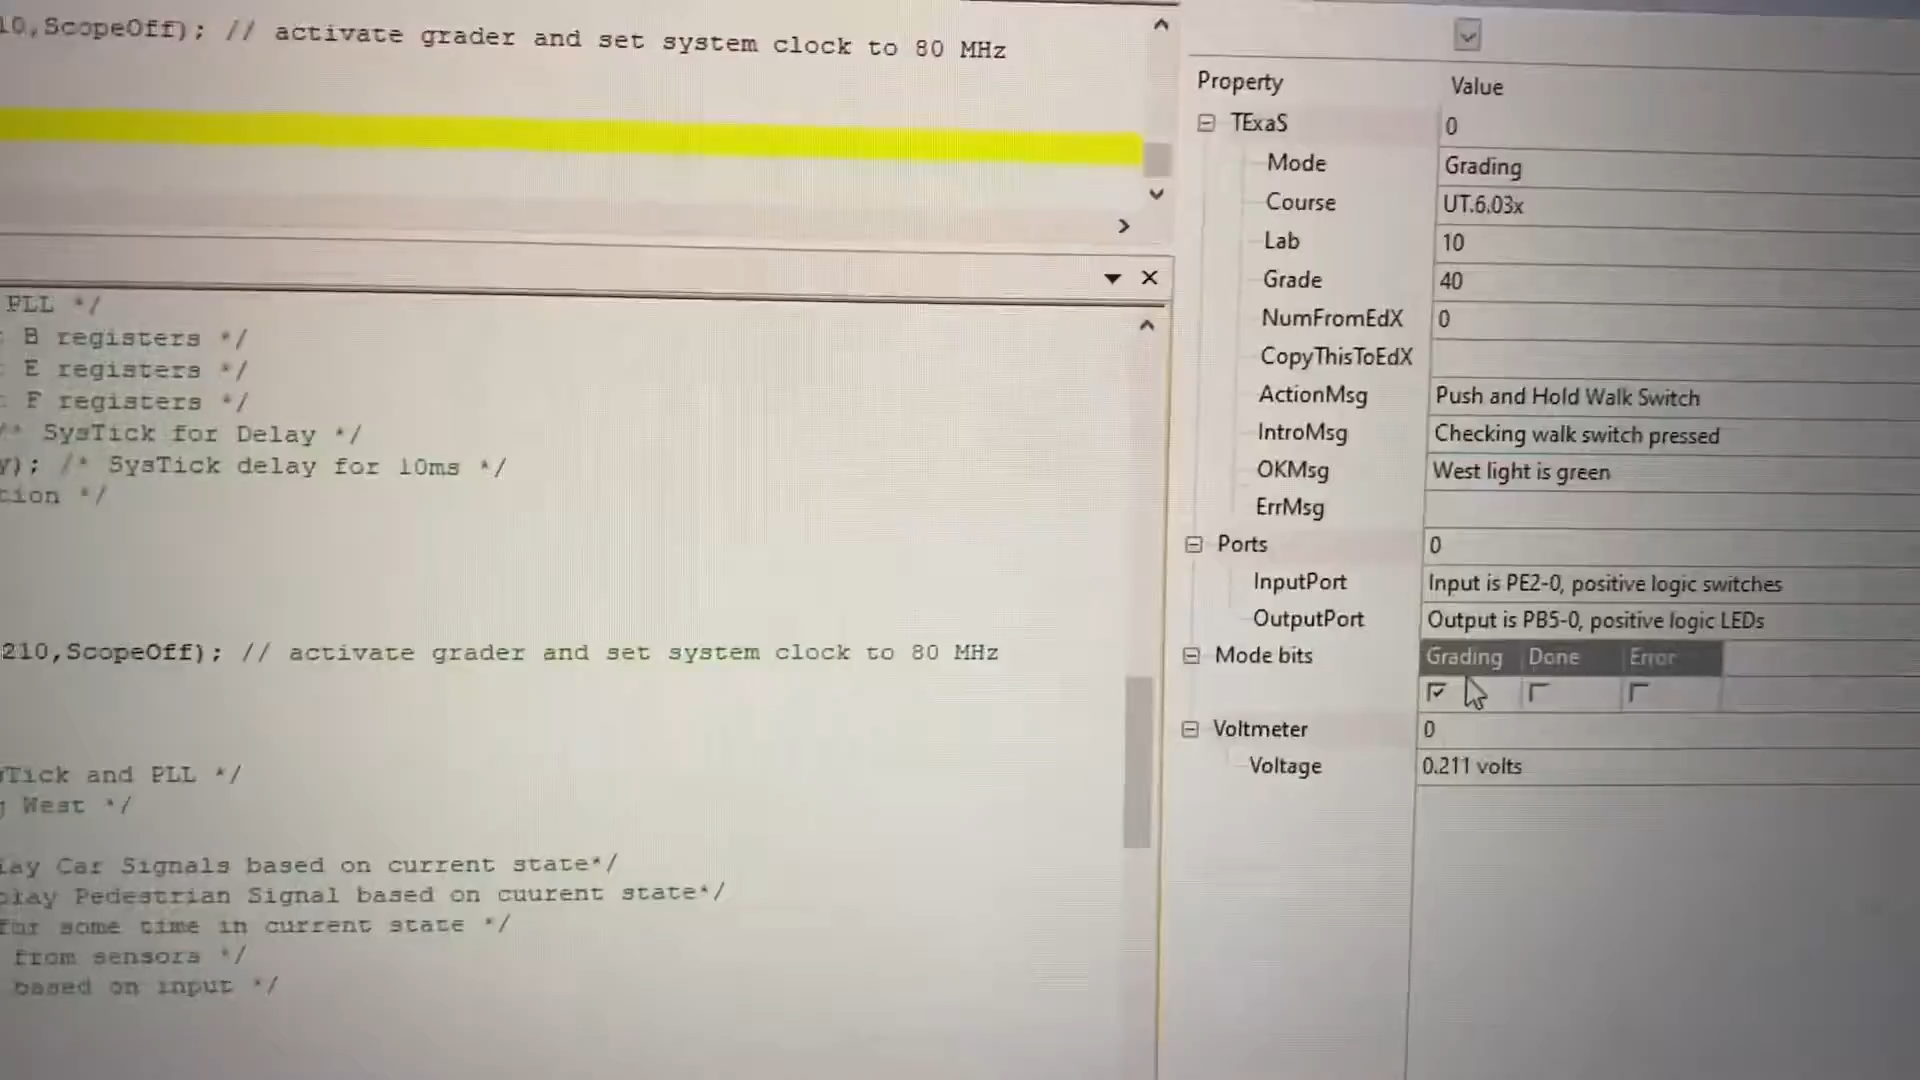 10,ScopeOff); // activate grader and set system clock to 80 MHz
PLL */
B registers */
E registers */
F registers */
/* SysTick for Delay */
y); /* SysTick delay for 10ms */
tion */
210,ScopeOff); // activate grader and set system clock to 80 MHz
sTick and PLL */
g West */
lay Car Signals based on current state*/
play Pedestrian Signal based on cuurent state*/
for some time in current state */
from sensors */
based on input */
Property Value
TExaS 0
Mode Grading
Course UT.6.03x
Lab 10
Grade 40
NumFromEdX 0
CopyThisToEdX
ActionMsg Push and Hold Walk Switch
IntroMsg Checking walk switch pressed
OKMsg West light is green
ErrMsg
Ports 0
InputPort Input is PE2-0, positive logic switches
OutputPort Output is PB5-0, positive logic LEDs
Mode bits Grading Done Error
Voltmeter 0
Voltage 0.211 volts